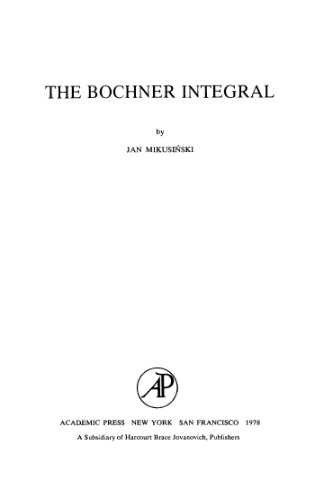 THE BOCHNER INTEGRAL
by
JAN MIKUSIŃSKI
AP
ACADEMIC PRESS NEW YORK SAN FRANCISCO 1978
A Subsidiary of Harcourt Brace Jovanovich, Publishers